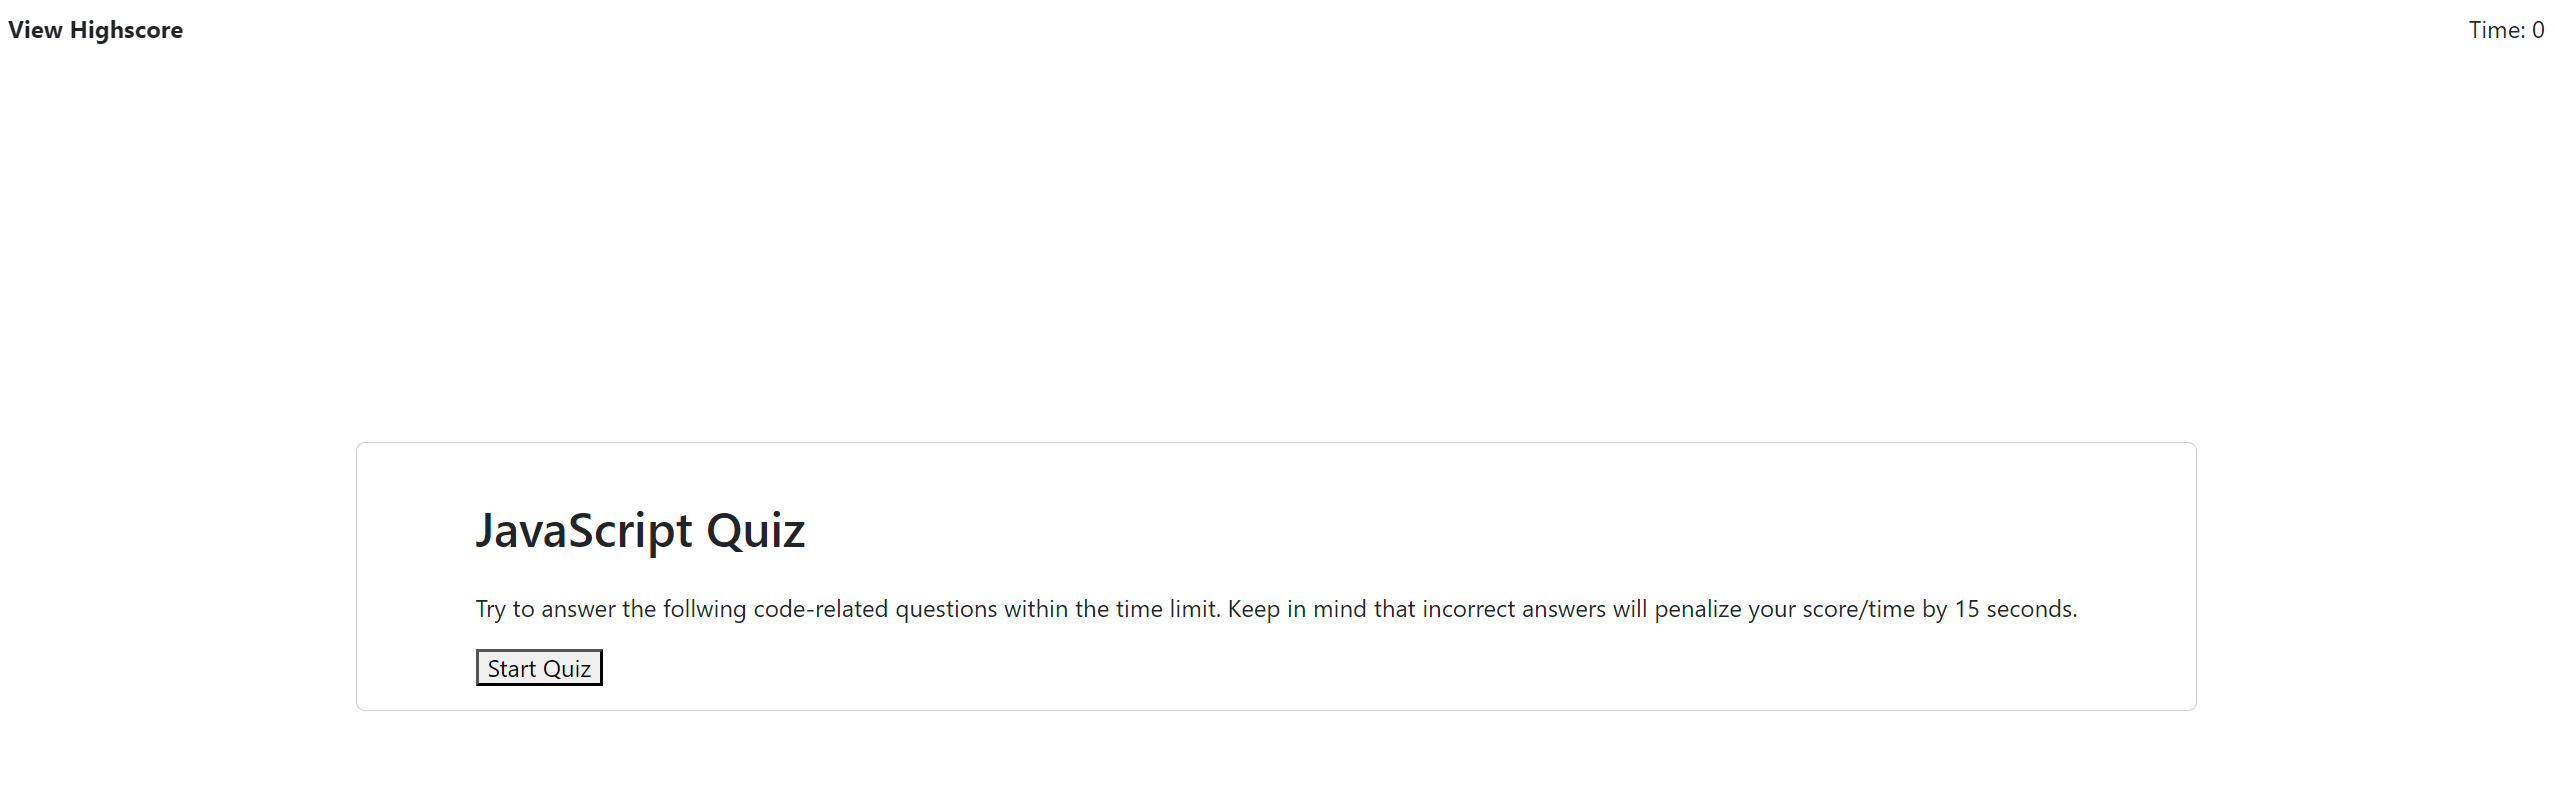 View Highscore
Time: 0
JavaScript Quiz
Try to answer the follwing code-related questions within the time limit. Keep in mind that incorrect answers will penalize your score/time by 15 seconds.
Start Quiz